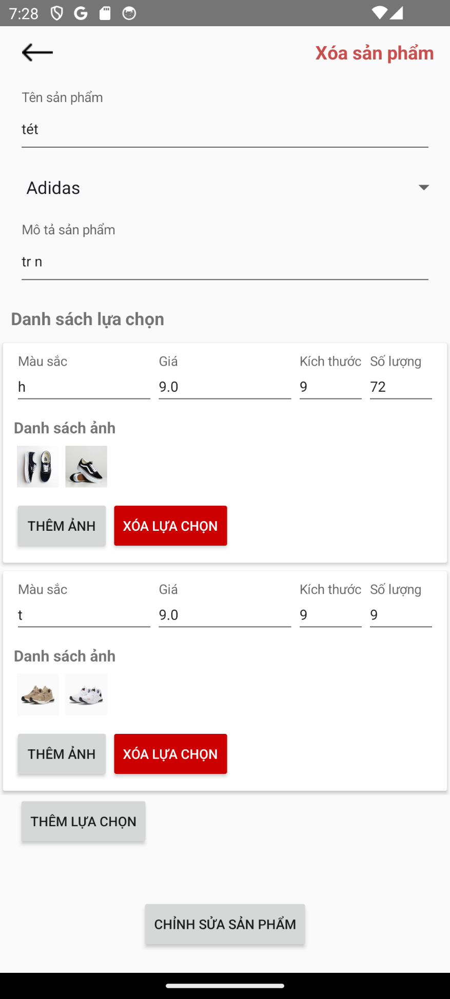 7:28
Xóa sản phẩm
Tên sản phẩm
tét
Adidas
Mô tả sản phẩm
tr n
Danh sách lựa chọn
Màu sắc Giá Kích thước Số lượng
h 9.0 9 72
Danh sách ảnh
THÊM ẢNH XÓA LỰA CHỌN
Màu sắc Giá Kích thước Số lượng
t 9.0 9 9
Danh sách ảnh
THÊM ẢNH XÓA LỰA CHỌN
THÊM LỰA CHỌN
CHỈNH SỬA SẢN PHẨM